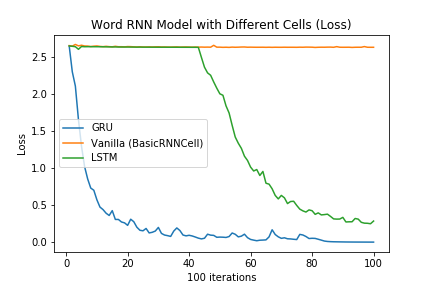 Word RNN Model with Different Cells (Loss)
2.5
2.0
1.5
1.0
0.5
0.0
Loss
GRU
Vanilla (BasicRNNCell)
LSTM
0 20 40 60 80 100
100 iterations